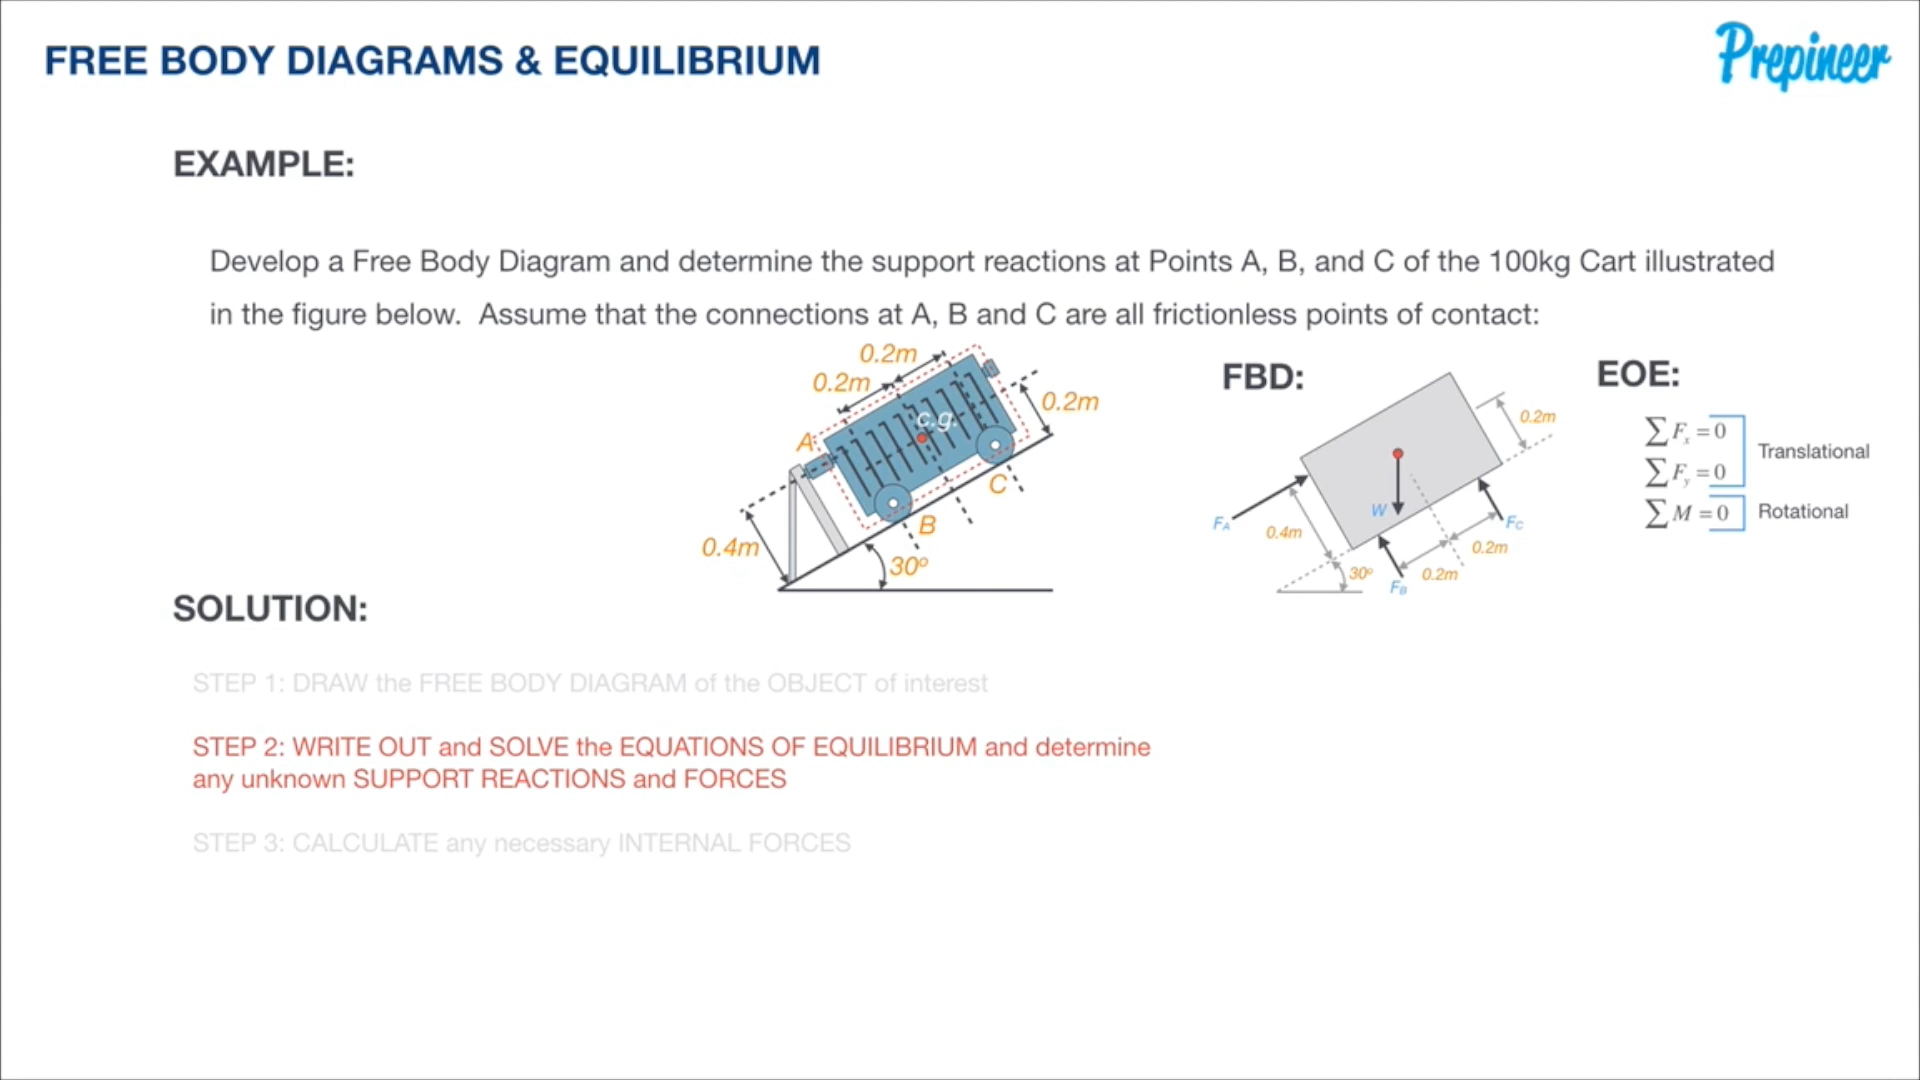 FREE BODY DIAGRAMS & EQUILIBRIUM
Prepineer
EXAMPLE:
Develop a Free Body Diagram and determine the support reactions at Points A, B, and C of the 100kg Cart illustrated
in the figure below. Assume that the connections at A, B and C are all frictionless points of contact:
0.2m
0.2m
0.2m
c.g.
A
C
B
0.4m
30º
FBD:
0.2m
W
FA
FC
0.4m
0.2m
30º
0.2m
FB
EOE:
∑Fx = 0
∑Fy = 0
Translational
∑M = 0
Rotational
SOLUTION:
STEP 1: DRAW the FREE BODY DIAGRAM of the OBJECT of interest
STEP 2: WRITE OUT and SOLVE the EQUATIONS OF EQUILIBRIUM and determine
any unknown SUPPORT REACTIONS and FORCES
STEP 3: CALCULATE any necessary INTERNAL FORCES